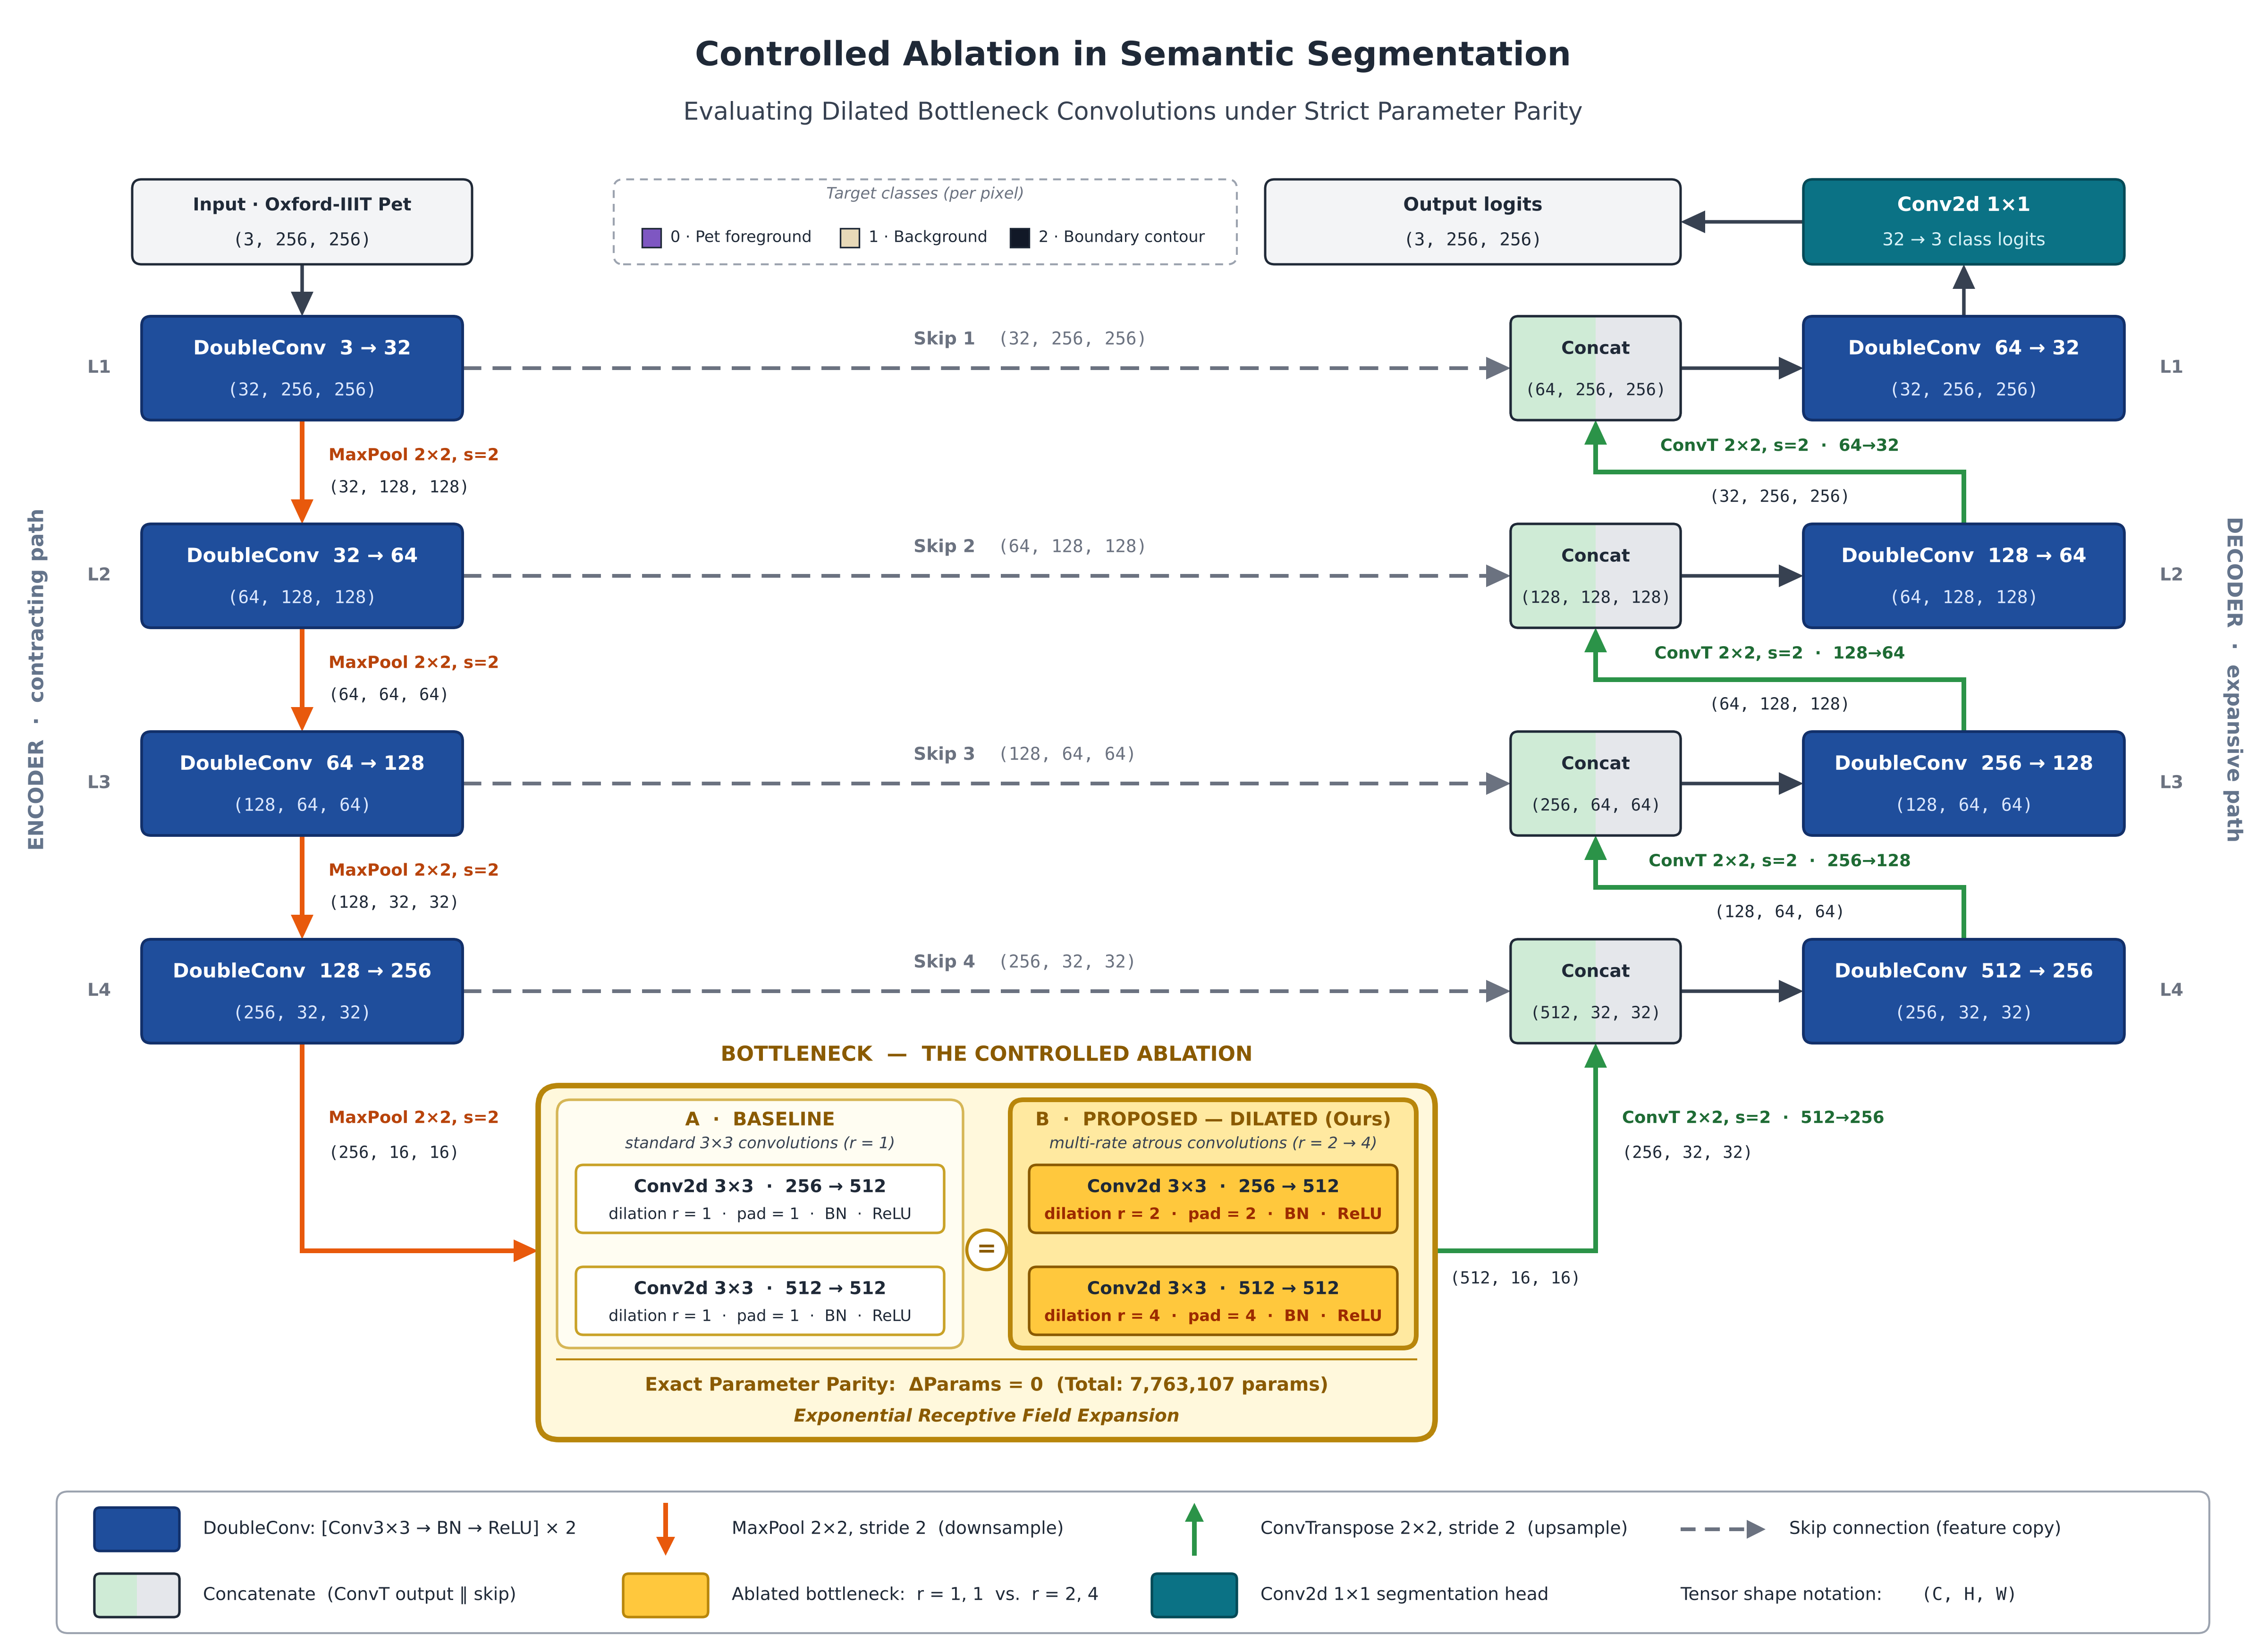 Controlled Ablation in Semantic Segmentation
Evaluating Dilated Bottleneck Convolutions under Strict Parameter Parity
Input · Oxford-IIIT Pet
(3, 256, 256)
Target classes (per pixel)
0 · Pet foreground
1 · Background
2 · Boundary contour
Output logits
(3, 256, 256)
Conv2d 1×1
32 → 3 class logits
L1
DoubleConv 3 → 32
(32, 256, 256)
Skip 1 (32, 256, 256)
Concat
(64, 256, 256)
DoubleConv 64 → 32
(32, 256, 256)
L1
MaxPool 2×2, s=2
(32, 128, 128)
ConvT 2×2, s=2 · 64→32
(32, 256, 256)
L2
DoubleConv 32 → 64
(64, 128, 128)
Skip 2 (64, 128, 128)
Concat
(128, 128, 128)
DoubleConv 128 → 64
(64, 128, 128)
L2
ENCODER · contracting path
DECODER · expansive path
MaxPool 2×2, s=2
(64, 64, 64)
ConvT 2×2, s=2 · 128→64
(64, 128, 128)
L3
DoubleConv 64 → 128
(128, 64, 64)
Skip 3 (128, 64, 64)
Concat
(256, 64, 64)
DoubleConv 256 → 128
(128, 64, 64)
L3
MaxPool 2×2, s=2
(128, 32, 32)
ConvT 2×2, s=2 · 256→128
(128, 64, 64)
L4
DoubleConv 128 → 256
(256, 32, 32)
Skip 4 (256, 32, 32)
Concat
(512, 32, 32)
DoubleConv 512 → 256
(256, 32, 32)
L4
BOTTLENECK — THE CONTROLLED ABLATION
MaxPool 2×2, s=2
(256, 16, 16)
A · BASELINE
standard 3×3 convolutions (r = 1)
Conv2d 3×3 · 256 → 512
dilation r = 1 · pad = 1 · BN · ReLU
Conv2d 3×3 · 512 → 512
dilation r = 1 · pad = 1 · BN · ReLU
=
B · PROPOSED — DILATED (Ours)
multi-rate atrous convolutions (r = 2 → 4)
Conv2d 3×3 · 256 → 512
dilation r = 2 · pad = 2 · BN · ReLU
Conv2d 3×3 · 512 → 512
dilation r = 4 · pad = 4 · BN · ReLU
ConvT 2×2, s=2 · 512→256
(256, 32, 32)
(512, 16, 16)
Exact Parameter Parity: ΔParams = 0 (Total: 7,763,107 params)
Exponential Receptive Field Expansion
DoubleConv: [Conv3×3 → BN → ReLU] × 2
MaxPool 2×2, stride 2 (downsample)
ConvTranspose 2×2, stride 2 (upsample)
Skip connection (feature copy)
Concatenate (ConvT output ∥ skip)
Ablated bottleneck: r = 1, 1 vs. r = 2, 4
Conv2d 1×1 segmentation head
Tensor shape notation: (C, H, W)